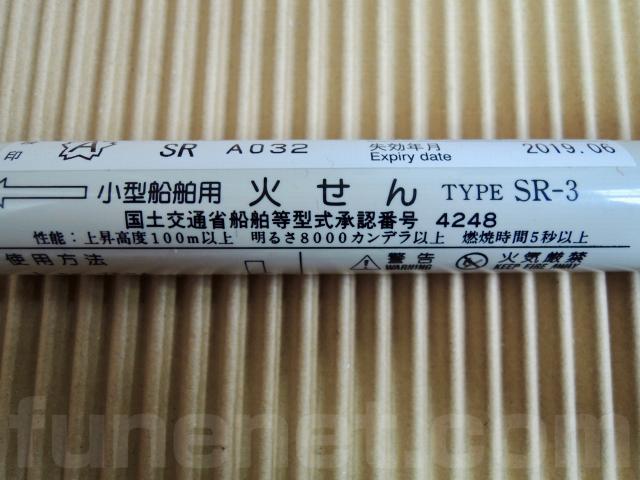 印 A SR A032 失効年月 2019.06
Expiry date
小型船舶用 火せん TYPE SR-3
国土交通省船舶等型式承認番号 4248
性能:上昇高度100m以上 明るさ8000カンデラ以上 燃焼時間5秒以上
使用方法 警告 火気厳禁
WARNING KEEP FIRE AWAY
funenet.com